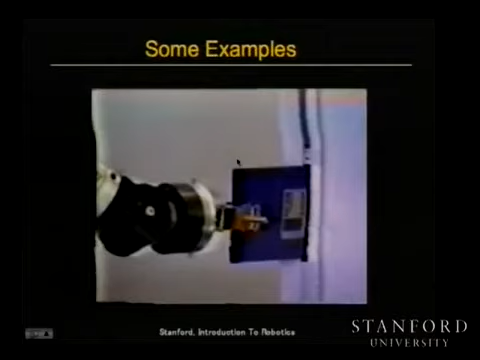 Some Examples
Stanford, Introduction To Robotics
STANFORD
UNIVERSITY